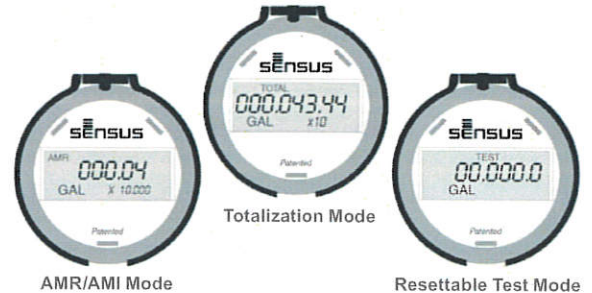 sensus
TOTAL
000.043.44
GAL x10
Patented
Totalization Mode
sensus
AMR
000.04
GAL X 10,000
Patented
AMR/AMI Mode
sensus
TEST
00.000.0
GAL
Patented
Resettable Test Mode